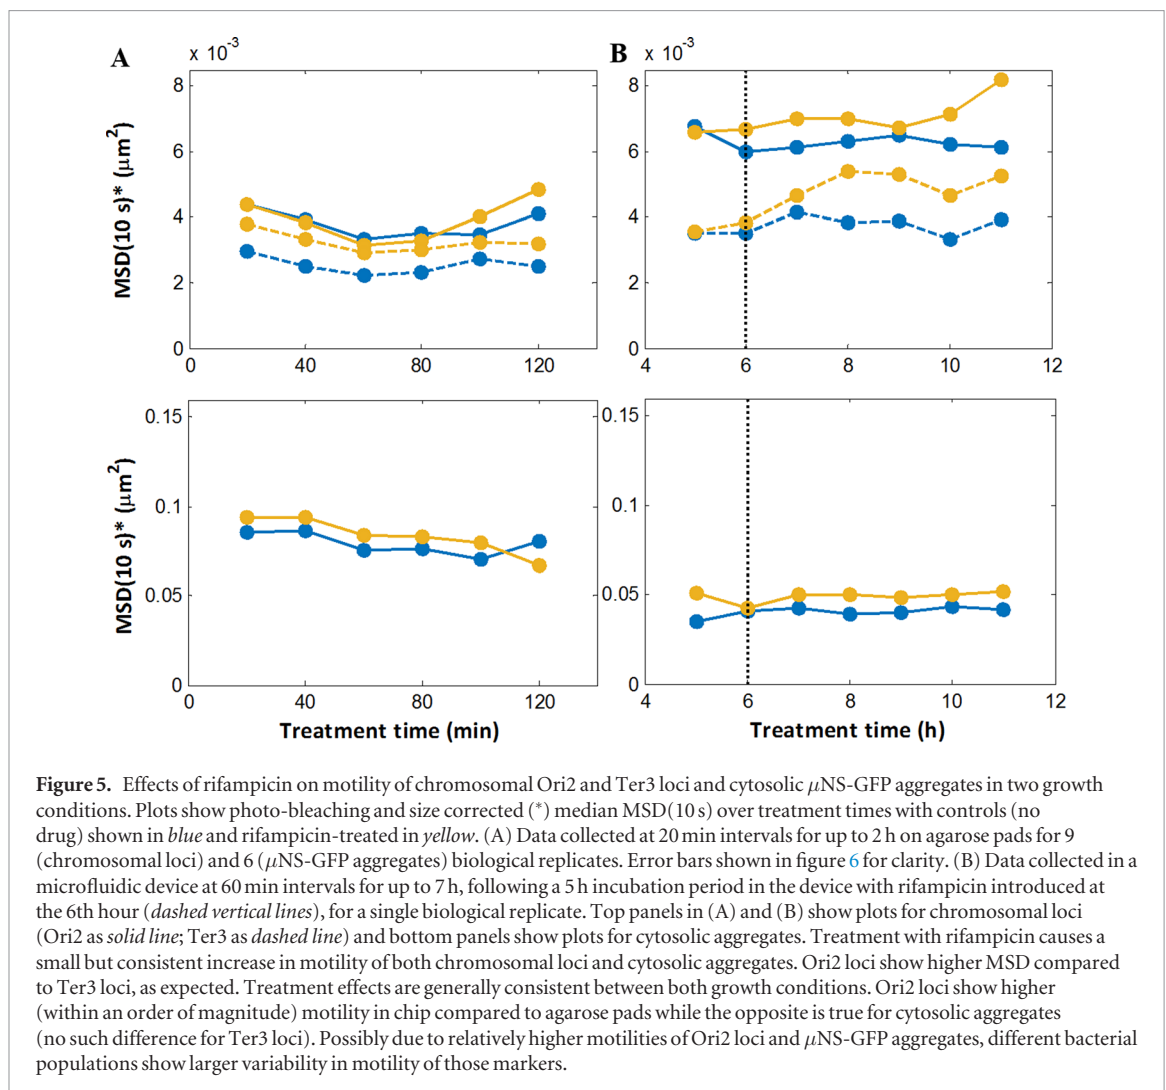 A
B
x 10⁻³
x 10⁻³
8
6
4
2
0
MSD(10 s)* (μm²)
0
40
80
120
8
6
4
2
0
MSD(10 s)* (μm²)
4
6
8
10
12
0.15
0.1
0.05
0
MSD(10 s)* (μm²)
0
40
80
120
Treatment time (min)
0.15
0.1
0.05
0
MSD(10 s)* (μm²)
4
6
8
10
12
Treatment time (h)
Figure 5. Effects of rifampicin on motility of chromosomal Ori2 and Ter3 loci and cytosolic μNS-GFP aggregates in two growth
conditions. Plots show photo-bleaching and size corrected (*) median MSD(10 s) over treatment times with controls (no
drug) shown in blue and rifampicin-treated in yellow. (A) Data collected at 20 min intervals for up to 2 h on agarose pads for 9
(chromosomal loci) and 6 (μNS-GFP aggregates) biological replicates. Error bars shown in figure 6 for clarity. (B) Data collected in a
microfluidic device at 60 min intervals for up to 7 h, following a 5 h incubation period in the device with rifampicin introduced at
the 6th hour (dashed vertical lines), for a single biological replicate. Top panels in (A) and (B) show plots for chromosomal loci
(Ori2 as solid line; Ter3 as dashed line) and bottom panels show plots for cytosolic aggregates. Treatment with rifampicin causes a
small but consistent increase in motility of both chromosomal loci and cytosolic aggregates. Ori2 loci show higher MSD compared
to Ter3 loci, as expected. Treatment effects are generally consistent between both growth conditions. Ori2 loci show higher
(within an order of magnitude) motility in chip compared to agarose pads while the opposite is true for cytosolic aggregates
(no such difference for Ter3 loci). Possibly due to relatively higher motilities of Ori2 loci and μNS-GFP aggregates, different bacterial
populations show larger variability in motility of those markers.